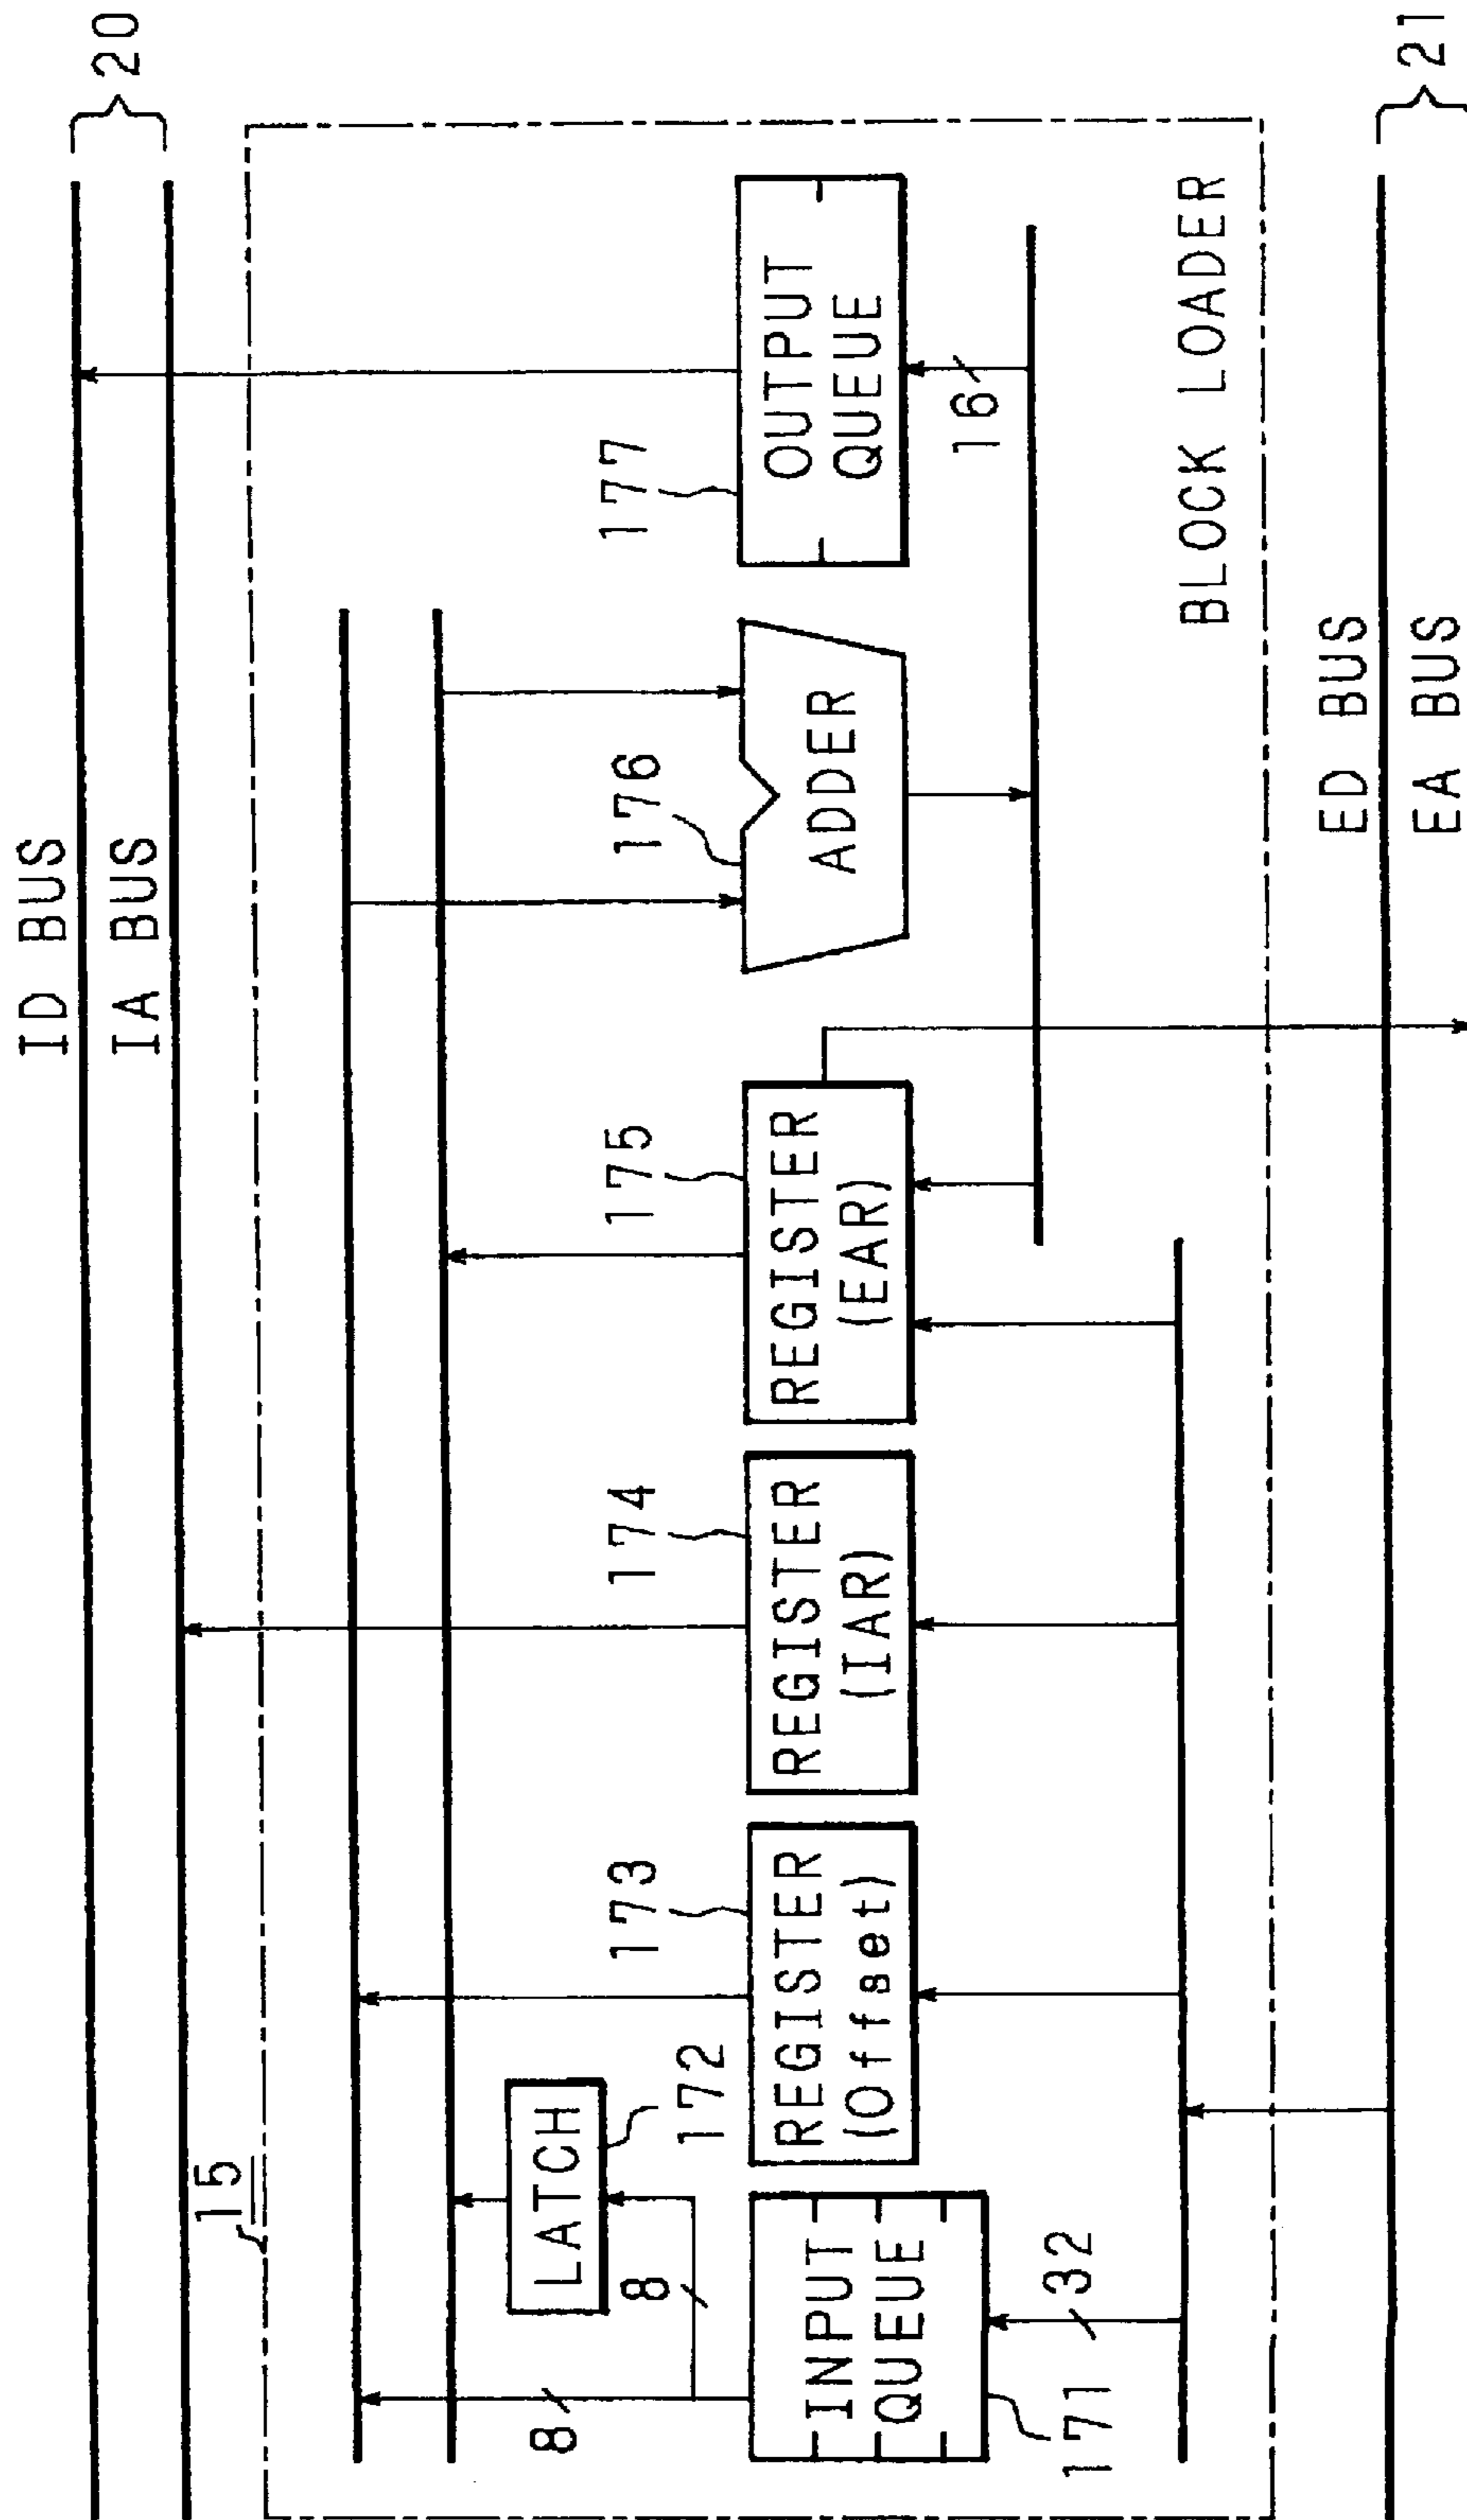 ID BUS
IA BUS
20
15
LATCH
172
8
8
INPUT
QUEUE
171
32
REGISTER
(Offset)
173
REGISTER
(IAR)
174
REGISTER
(EAR)
175
ADDER
176
OUTPUT
QUEUE
177
16
BLOCK LOADER
ED BUS
EA BUS
21